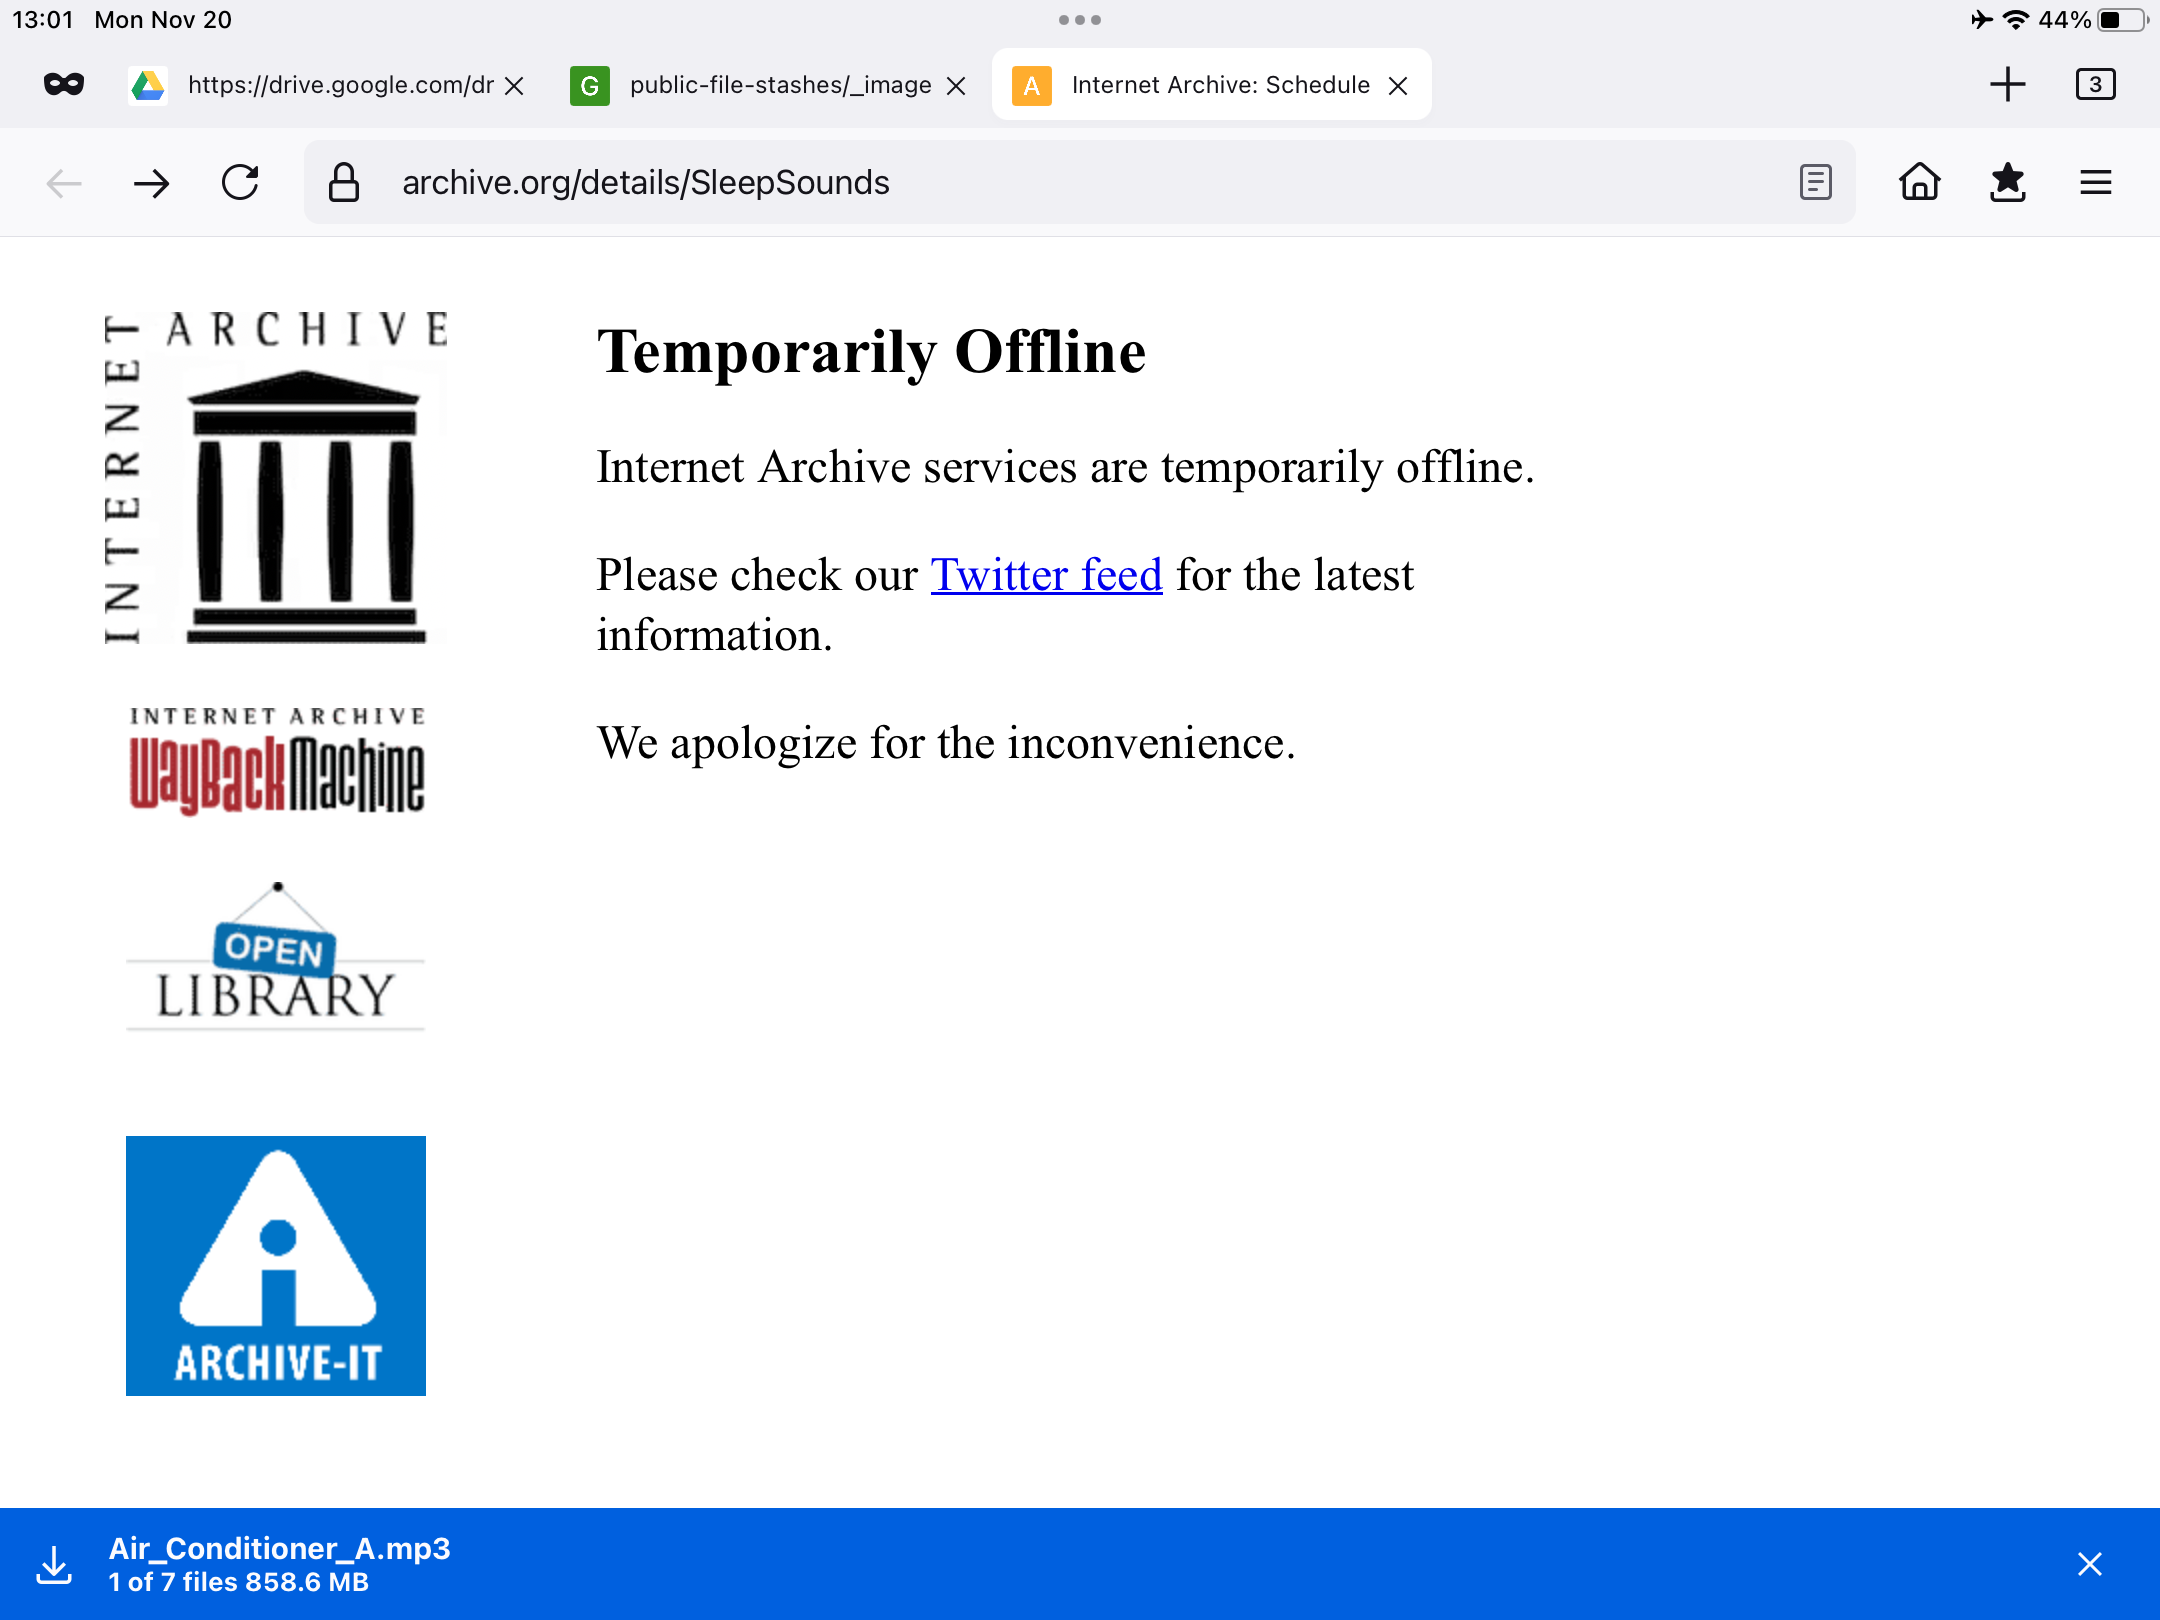 13:01 Mon Nov 20
44%
https://drive.google.com/dr
G public-file-stashes/_image
A Internet Archive: Schedule
3
archive.org/details/SleepSounds
INTERNET ARCHIVE
Temporarily Offline
Internet Archive services are temporarily offline.
Please check our Twitter feed for the latest
information.
We apologize for the inconvenience.
INTERNET ARCHIVE
WayBackMachine
OPEN
LIBRARY
ARCHIVE-IT
Air_Conditioner_A.mp3
1 of 7 files 858.6 MB